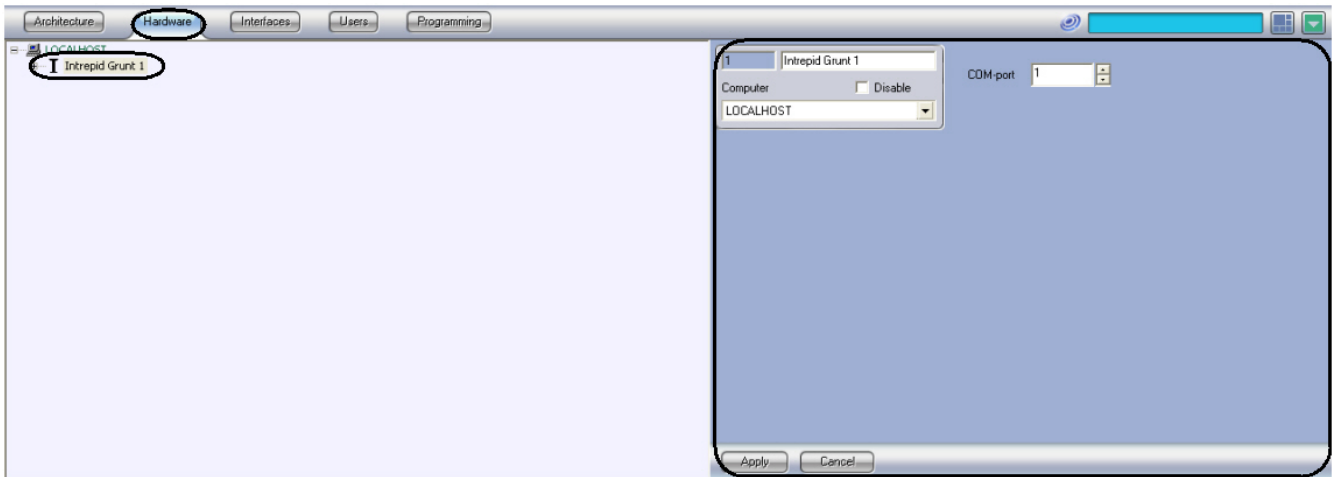 Architecture Hardware Interfaces Users Programming
LOCALHOST
Intrepid Grunt 1
1 Intrepid Grunt 1
COM-port 1
Computer Disable
LOCALHOST
Apply Cancel